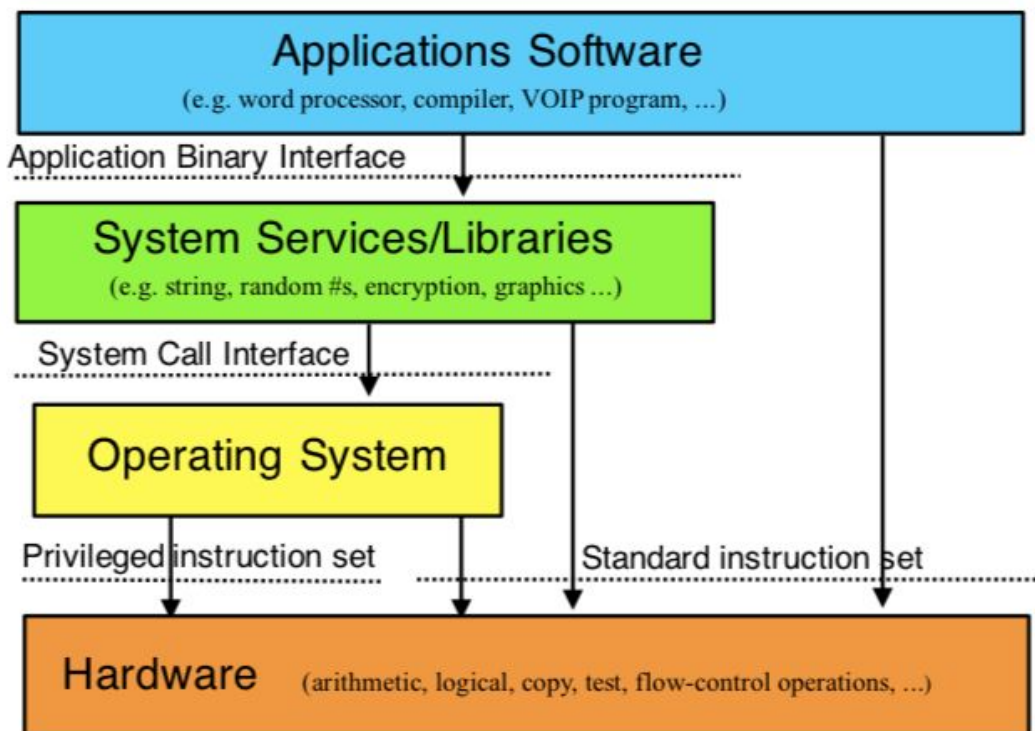 Applications Software
(e.g. word processor, compiler, VOIP program, ...)
Application Binary Interface
System Services/Libraries
(e.g. string, random #s, encryption, graphics ...)
System Call Interface
Operating System
Privileged instruction set
Standard instruction set
Hardware (arithmetic, logical, copy, test, flow-control operations, ...)